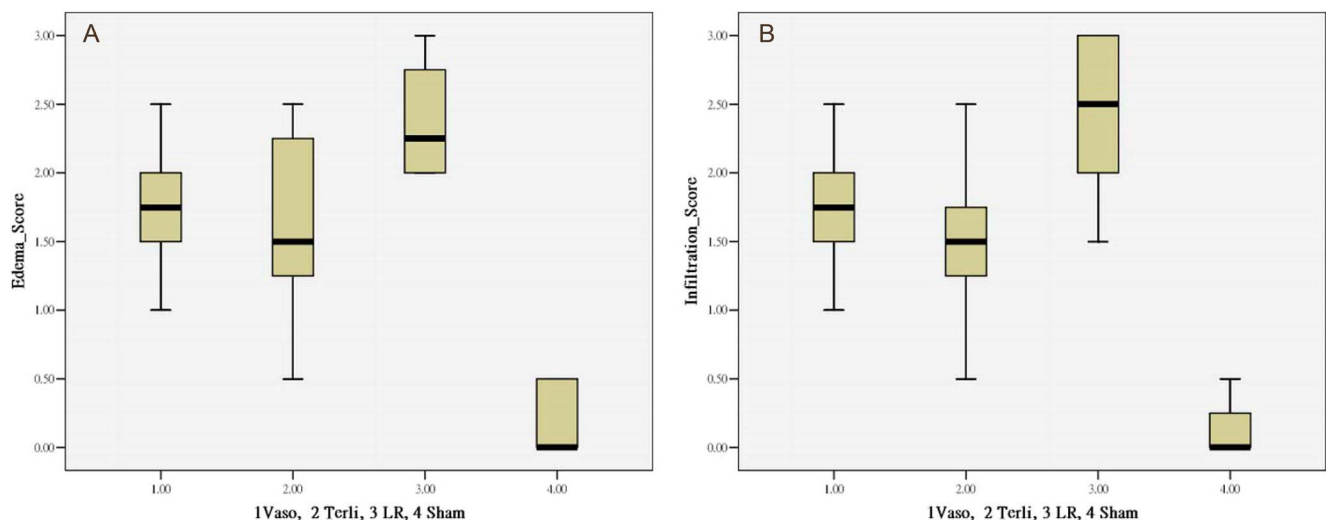 A
3.00
2.50
2.00
1.50
1.00
0.50
0.00
Edema_Score
1.00 2.00 3.00 4.00
1Vaso, 2 Terli, 3 LR, 4 Sham
B
3.00
2.50
2.00
1.50
1.00
0.50
0.00
Infiltration_Score
1.00 2.00 3.00 4.00
1Vaso, 2 Terli, 3 LR, 4 Sham